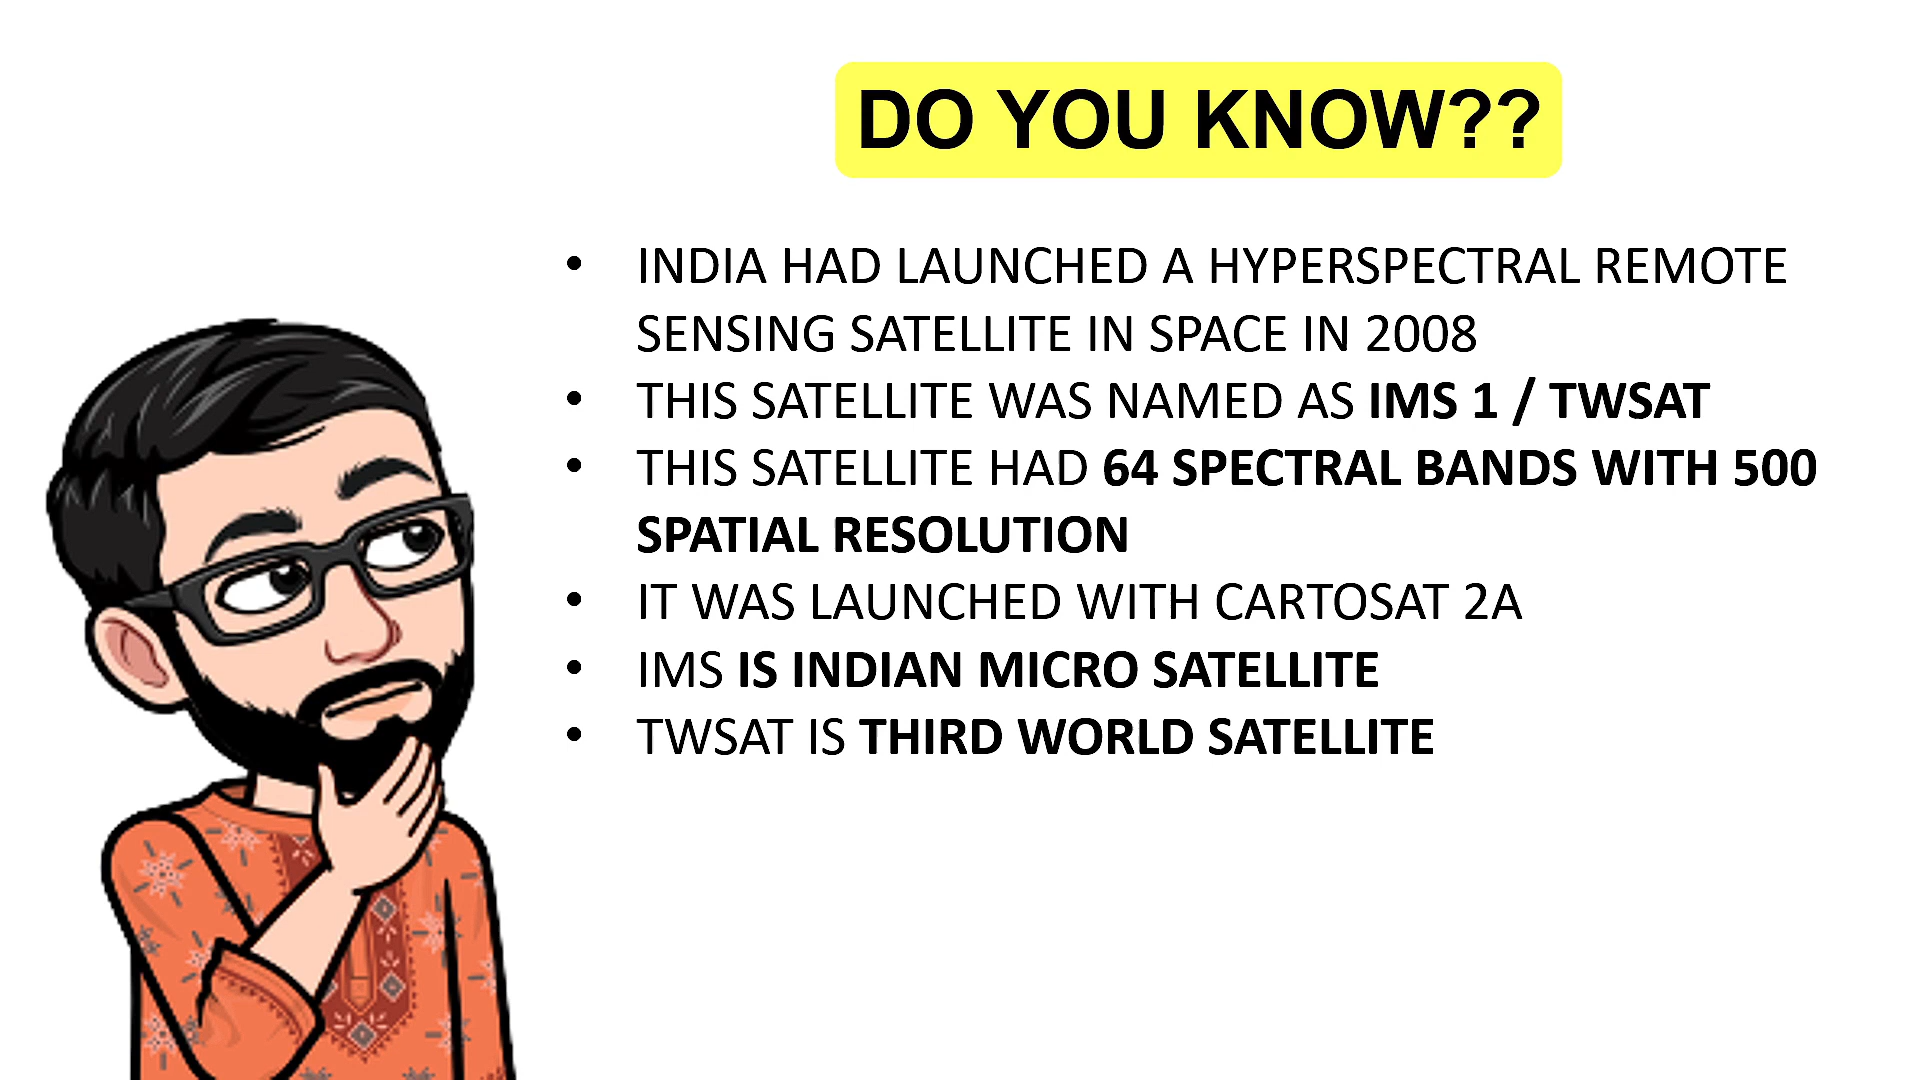 DO YOU KNOW??
• INDIA HAD LAUNCHED A HYPERSPECTRAL REMOTE
SENSING SATELLITE IN SPACE IN 2008
• THIS SATELLITE WAS NAMED AS IMS 1 / TWSAT
• THIS SATELLITE HAD 64 SPECTRAL BANDS WITH 500
SPATIAL RESOLUTION
• IT WAS LAUNCHED WITH CARTOSAT 2A
• IMS IS INDIAN MICRO SATELLITE
• TWSAT IS THIRD WORLD SATELLITE